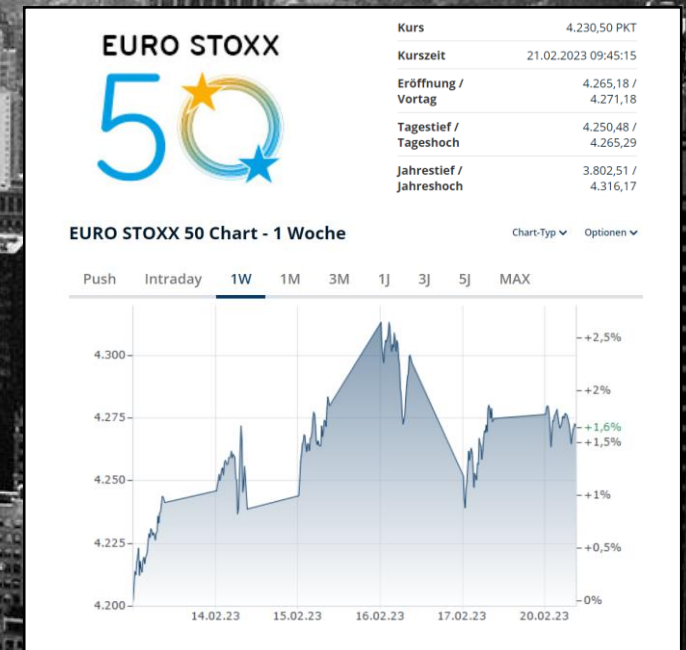 EURO STOXX
50
Kurs 4.230,50 PKT
Kurszeit 21.02.2023 09:45:15
Eröffnung / 4.265,18 /
Vortag 4.271,18
Tagestief / 4.250,48 /
Tageshoch 4.265,29
Jahrestief / 3.802,51 /
Jahreshoch 4.316,17
EURO STOXX 50 Chart - 1 Woche Chart-Typ Optionen
Push Intraday 1W 1M 3M 1J 3J 5J MAX
4.300
4.275
4.250
4.225
4.200
+2,5%
+2%
+1,6%
+1,5%
+1%
+0,5%
0%
14.02.23 15.02.23 16.02.23 17.02.23 20.02.23